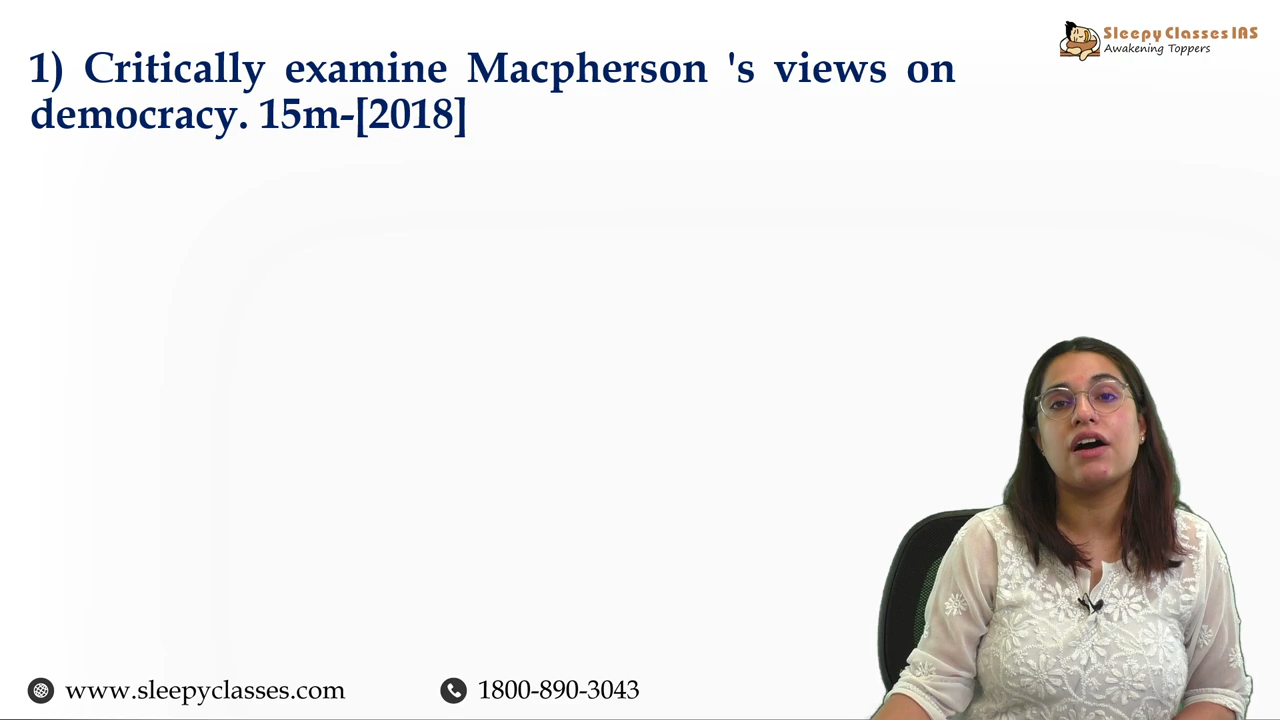 Sleepy Classes IAS
Awakening Toppers
1) Critically examine Macpherson 's views on
democracy. 15m-[2018]
www.sleepyclasses.com
1800-890-3043